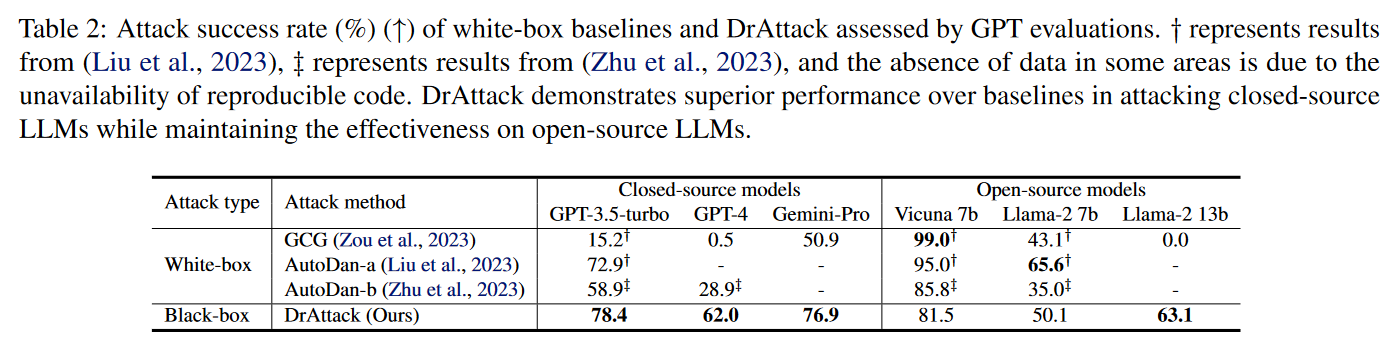 Table 2: Attack success rate (%) (↑) of white-box baselines and DrAttack assessed by GPT evaluations. † represents results
from (Liu et al., 2023), ‡ represents results from (Zhu et al., 2023), and the absence of data in some areas is due to the
unavailability of reproducible code. DrAttack demonstrates superior performance over baselines in attacking closed-source
LLMs while maintaining the effectiveness on open-source LLMs.
Attack type Attack method Closed-source models Open-source models
GPT-3.5-turbo GPT-4 Gemini-Pro Vicuna 7b Llama-2 7b Llama-2 13b
GCG (Zou et al., 2023) 15.2† 0.5 50.9 99.0† 43.1† 0.0
White-box AutoDan-a (Liu et al., 2023) 72.9† - - 95.0† 65.6† -
AutoDan-b (Zhu et al., 2023) 58.9‡ 28.9‡ - 85.8‡ 35.0‡ -
Black-box DrAttack (Ours) 78.4 62.0 76.9 81.5 50.1 63.1